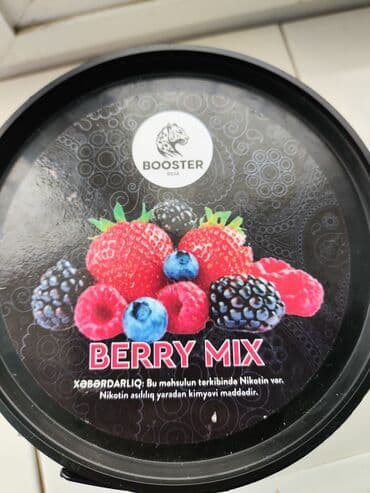 BOOSTER
BERRY MIX
XƏBƏRDARLIQ: Bu məhsulun tərkibində Nikotin var.
Nikotin asılılıq yaradan kimyəvi maddədir.